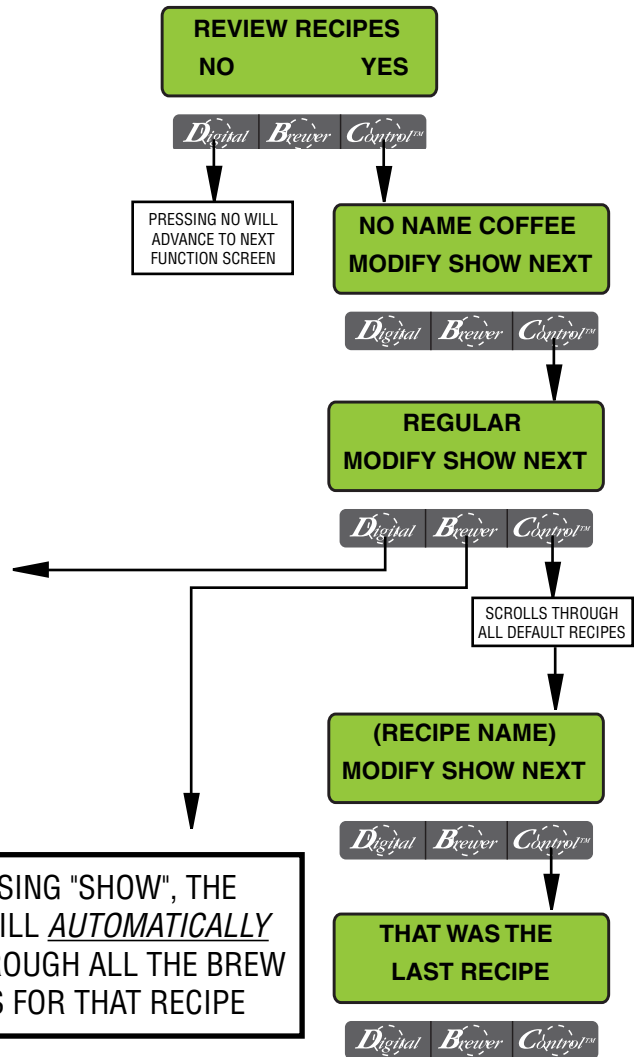 REVIEW RECIPES
NO YES
Digital Brewer Control™
PRESSING NO WILL
ADVANCE TO NEXT
FUNCTION SCREEN
NO NAME COFFEE
MODIFY SHOW NEXT
Digital Brewer Control™
REGULAR
MODIFY SHOW NEXT
Digital Brewer Control™
SCROLLS THROUGH
ALL DEFAULT RECIPES
(RECIPE NAME)
MODIFY SHOW NEXT
Digital Brewer Control™
SING "SHOW", THE
ILL AUTOMATICALLY
ROUGH ALL THE BREW
S FOR THAT RECIPE
THAT WAS THE
LAST RECIPE
Digital Brewer Control™